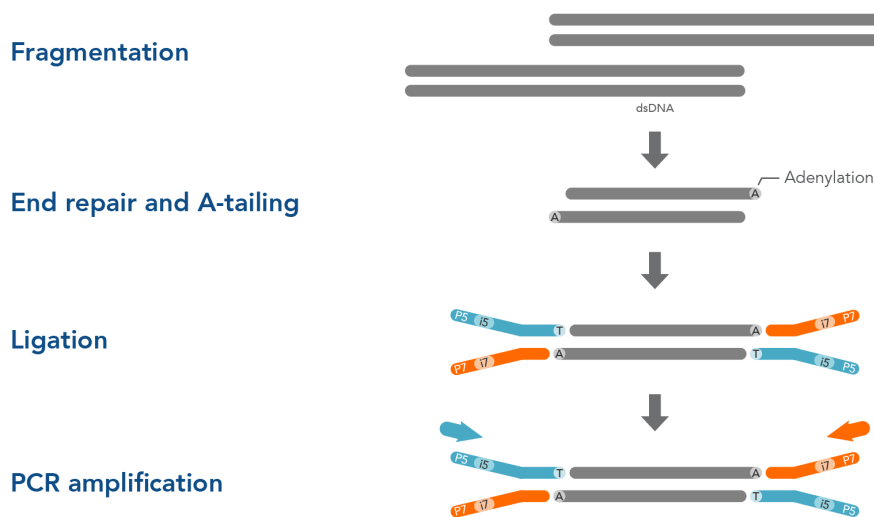 Fragmentation
dsDNA
Adenylation
End repair and A-tailing
A
A
P5 i5 T A i7 P7
Ligation
P7 i7 A T i5 P5
P5 i5 T A i7 P7
PCR amplification
P7 i7 A T i5 P5